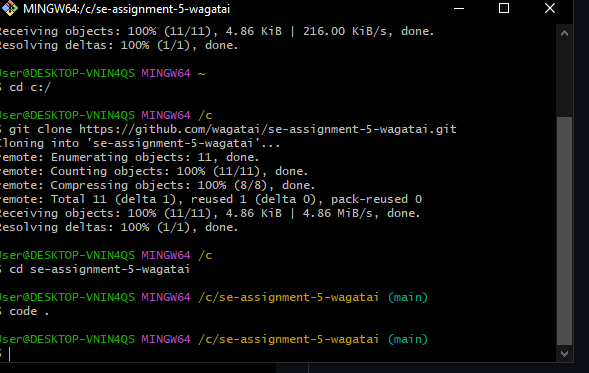 MINGW64:/c/se-assignment-5-wagatai
Receiving objects: 100% (11/11), 4.86 KiB | 216.00 KiB/s, done.
Resolving deltas: 100% (1/1), done.
User@DESKTOP-VNIN4QS MINGW64 ~
$ cd c:/
User@DESKTOP-VNIN4QS MINGW64 /c
$ git clone https://github.com/wagatai/se-assignment-5-wagatai.git
Cloning into 'se-assignment-5-wagatai'...
remote: Enumerating objects: 11, done.
remote: Counting objects: 100% (11/11), done.
remote: Compressing objects: 100% (8/8), done.
remote: Total 11 (delta 1), reused 1 (delta 0), pack-reused 0
Receiving objects: 100% (11/11), 4.86 KiB | 4.86 MiB/s, done.
Resolving deltas: 100% (1/1), done.
User@DESKTOP-VNIN4QS MINGW64 /c
$ cd se-assignment-5-wagatai
User@DESKTOP-VNIN4QS MINGW64 /c/se-assignment-5-wagatai (main)
$ code .
User@DESKTOP-VNIN4QS MINGW64 /c/se-assignment-5-wagatai (main)
$